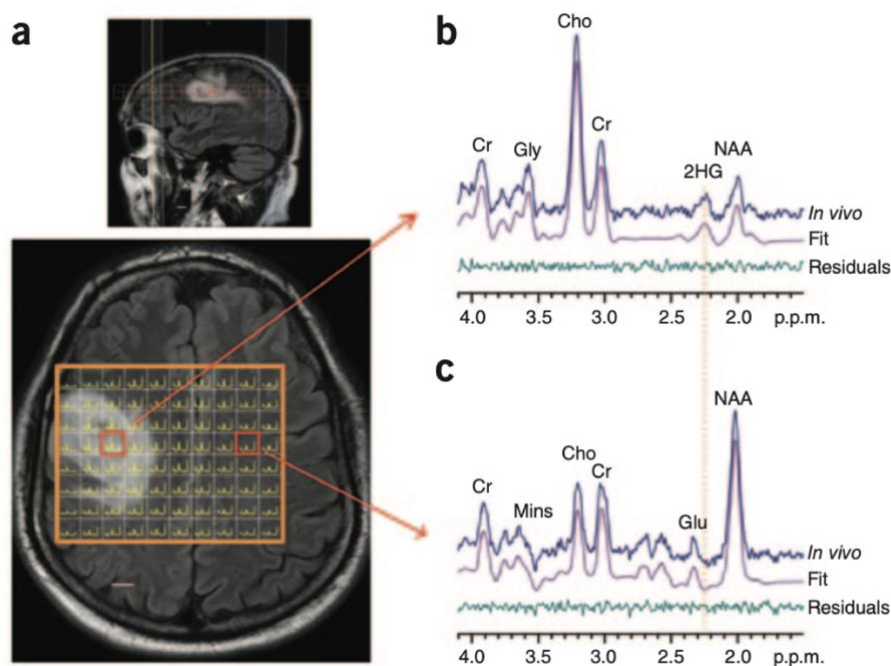 a
b
Cho
Cr
Gly
Cr
2HG
NAA
In vivo
Fit
Residuals
4.0 3.5 3.0 2.5 2.0 p.p.m.
c
NAA
Cho
Cr
Cr
Mins
Glu
In vivo
Fit
Residuals
4.0 3.5 3.0 2.5 2.0 p.p.m.